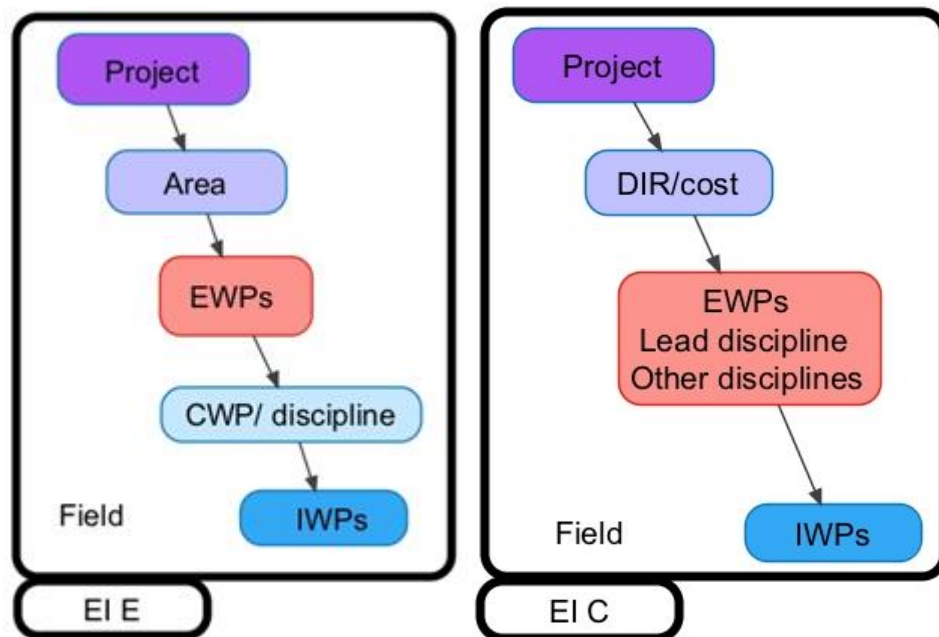 Project
Area
EWPs
CWP/ discipline
IWPs
Field
EI E
Project
DIR/cost
EWPs
Lead discipline
Other disciplines
IWPs
Field
EI C